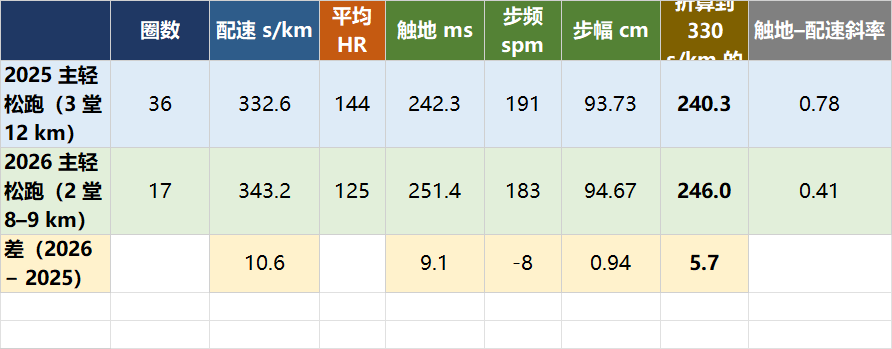 圈数
配速 s/km
平均
HR
触地 ms
步频
spm
步幅 cm
折算到
330
s/km 的
触地–配速斜率
2025 主轻
松跑（3 堂
12 km）
36
332.6
144
242.3
191
93.73
240.3
0.78
2026 主轻
松跑（2 堂
8–9 km）
17
343.2
125
251.4
183
94.67
246.0
0.41
差（2026
− 2025）
10.6
9.1
-8
0.94
5.7